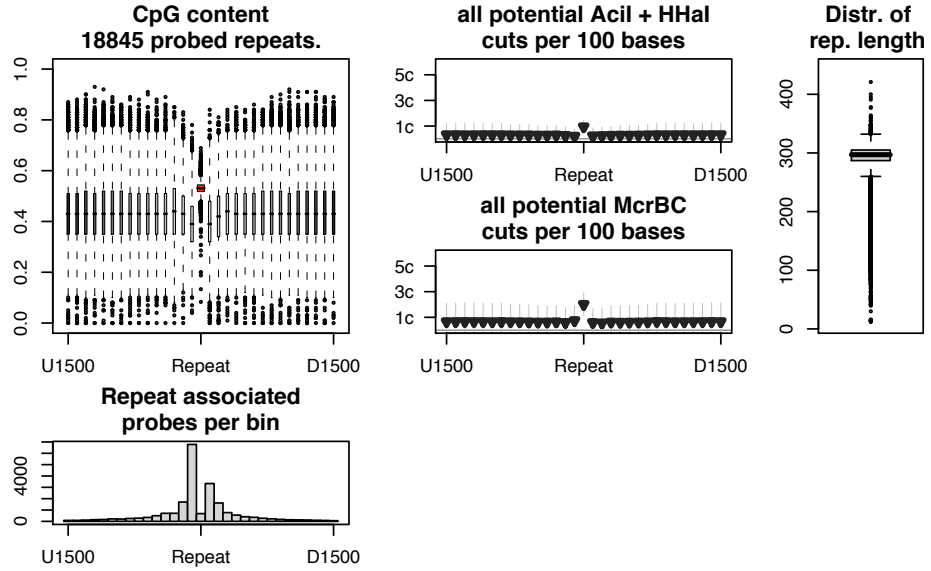 CpG content
18845 probed repeats.
1.0
0.8
0.6
0.4
0.2
0.0
U1500
Repeat
D1500
all potential AciI + HHaI
cuts per 100 bases
5c
3c
1c
U1500
Repeat
D1500
all potential McrBC
cuts per 100 bases
5c
3c
1c
U1500
Repeat
D1500
Distr. of
rep. length
400
300
200
100
0
Repeat associated
probes per bin
4000
0
U1500
Repeat
D1500